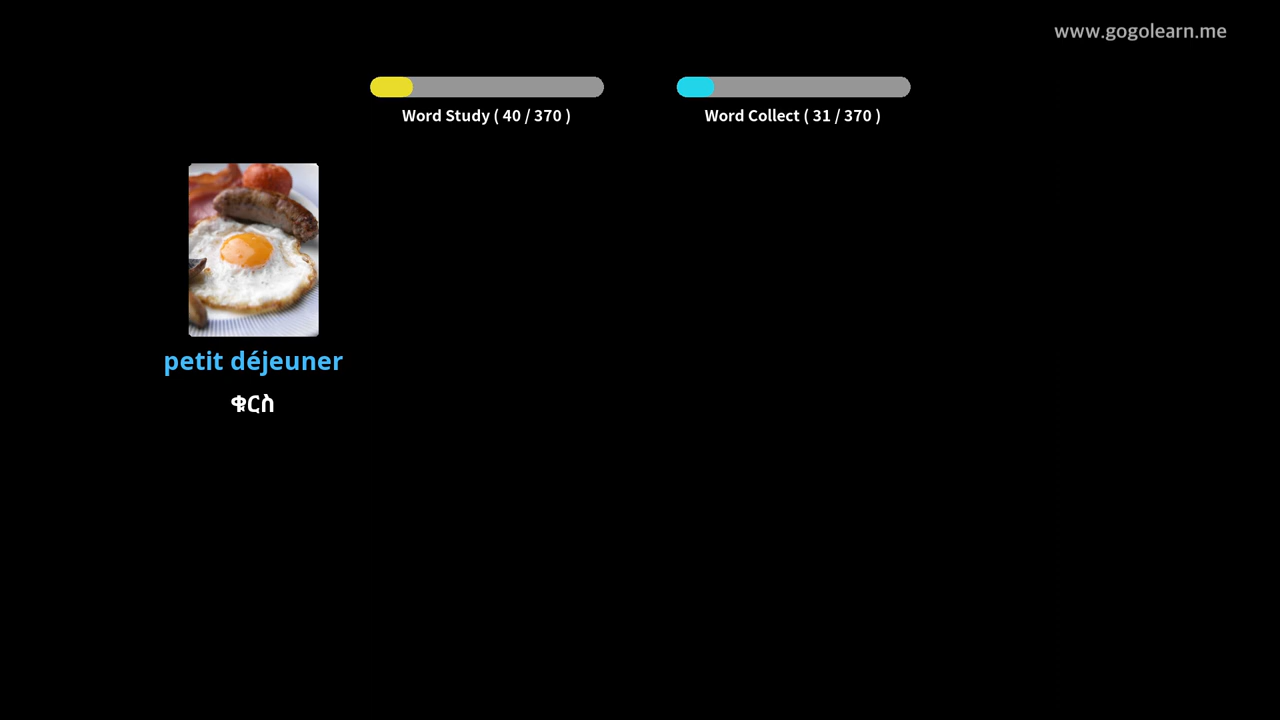 www.gogolearn.me
Word Study ( 40 / 370 )
Word Collect ( 31 / 370 )
petit déjeuner
ቁርስ